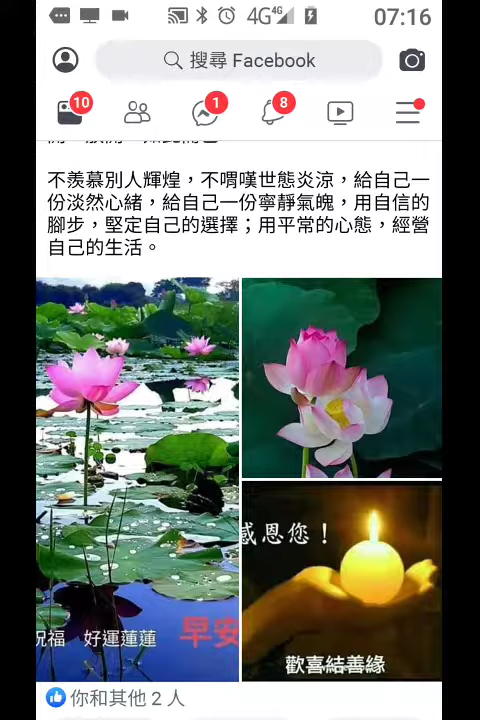 4G 4G 07:16
搜尋 Facebook
10 1 8
不羨慕別人輝煌，不喟嘆世態炎涼，給自己一
份淡然心緒，給自己一份寧靜氣魄，用自信的
腳步，堅定自己的選擇；用平常的心態，經營
自己的生活。
感恩您！
祝福 好運蓮蓮 早安
歡喜結善緣
你和其他 2 人